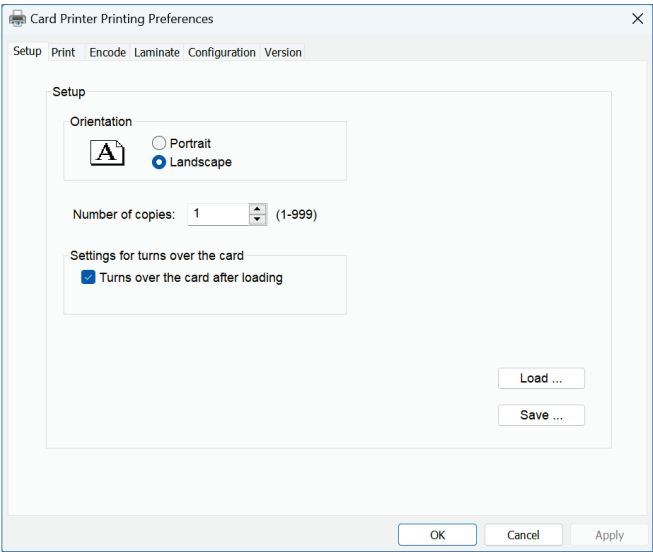 Card Printer Printing Preferences
Setup Print Encode Laminate Configuration Version
Setup
Orientation
A
Portrait
Landscape
Number of copies: 1 (1-999)
Settings for turns over the card
Turns over the card after loading
Load ...
Save ...
OK Cancel Apply